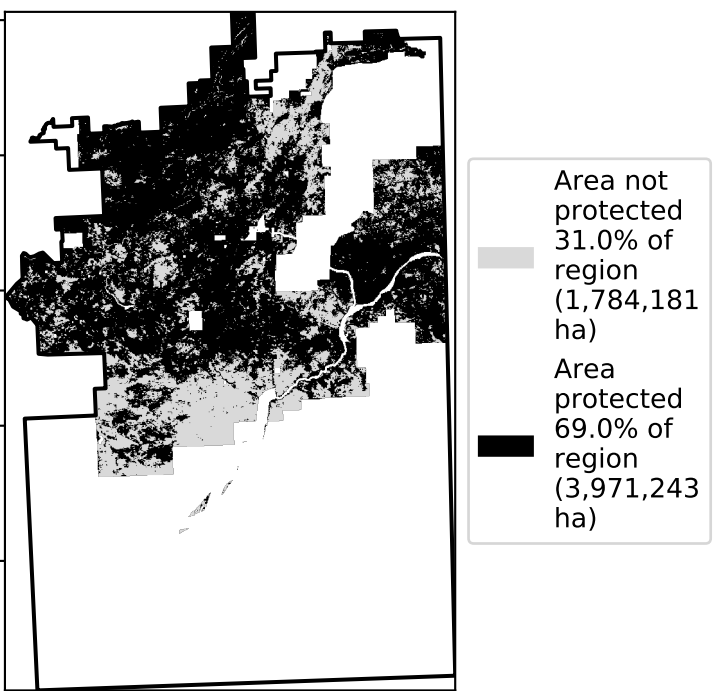 Area not
protected
31.0% of
region
(1,784,181
ha)
Area
protected
69.0% of
region
(3,971,243
ha)